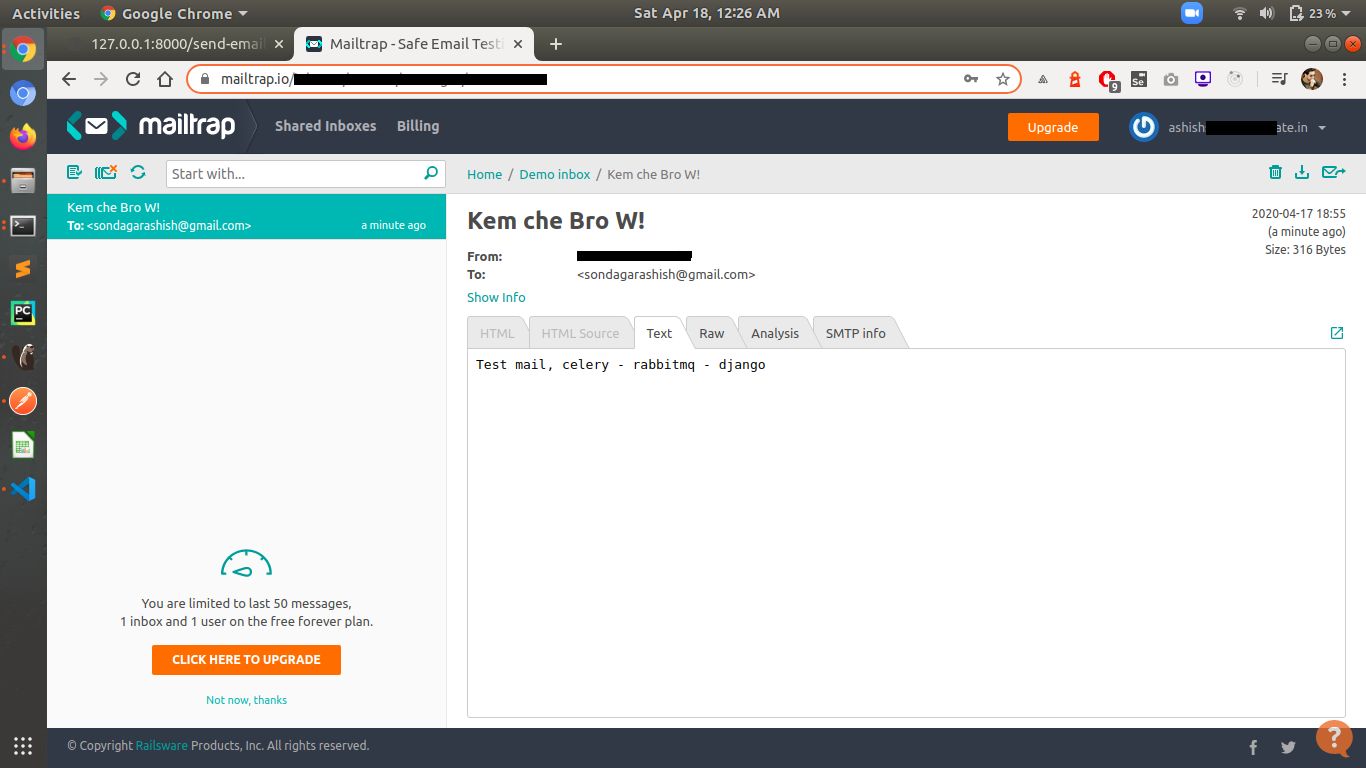 Activities
Google Chrome
Sat Apr 18, 12:26 AM
23 %
127.0.0.1:8000/send-email
Mailtrap - Safe Email Testi
mailtrap.io/
9
Se
mailtrap
Shared Inboxes
Billing
Upgrade
ashish
ate.in
Start with...
Home / Demo inbox / Kem che Bro W!
Kem che Bro W!
To: <sondagarashish@gmail.com>
a minute ago
Kem che Bro W!
2020-04-17 18:55
(a minute ago)
Size: 316 Bytes
From:
To: <sondagarashish@gmail.com>
Show Info
HTML
HTML Source
Text
Raw
Analysis
SMTP info
Test mail, celery - rabbitmq - django
PC
You are limited to last 50 messages,
1 inbox and 1 user on the free forever plan.
CLICK HERE TO UPGRADE
Not now, thanks
© Copyright Railsware Products, Inc. All rights reserved.
?